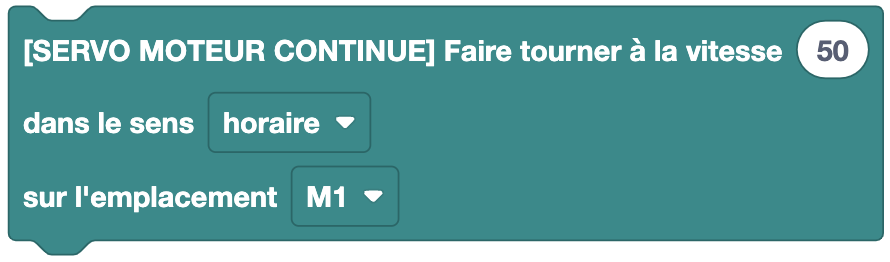 [SERVO MOTEUR CONTINUE] Faire tourner à la vitesse 50
dans le sens horaire
sur l'emplacement M1